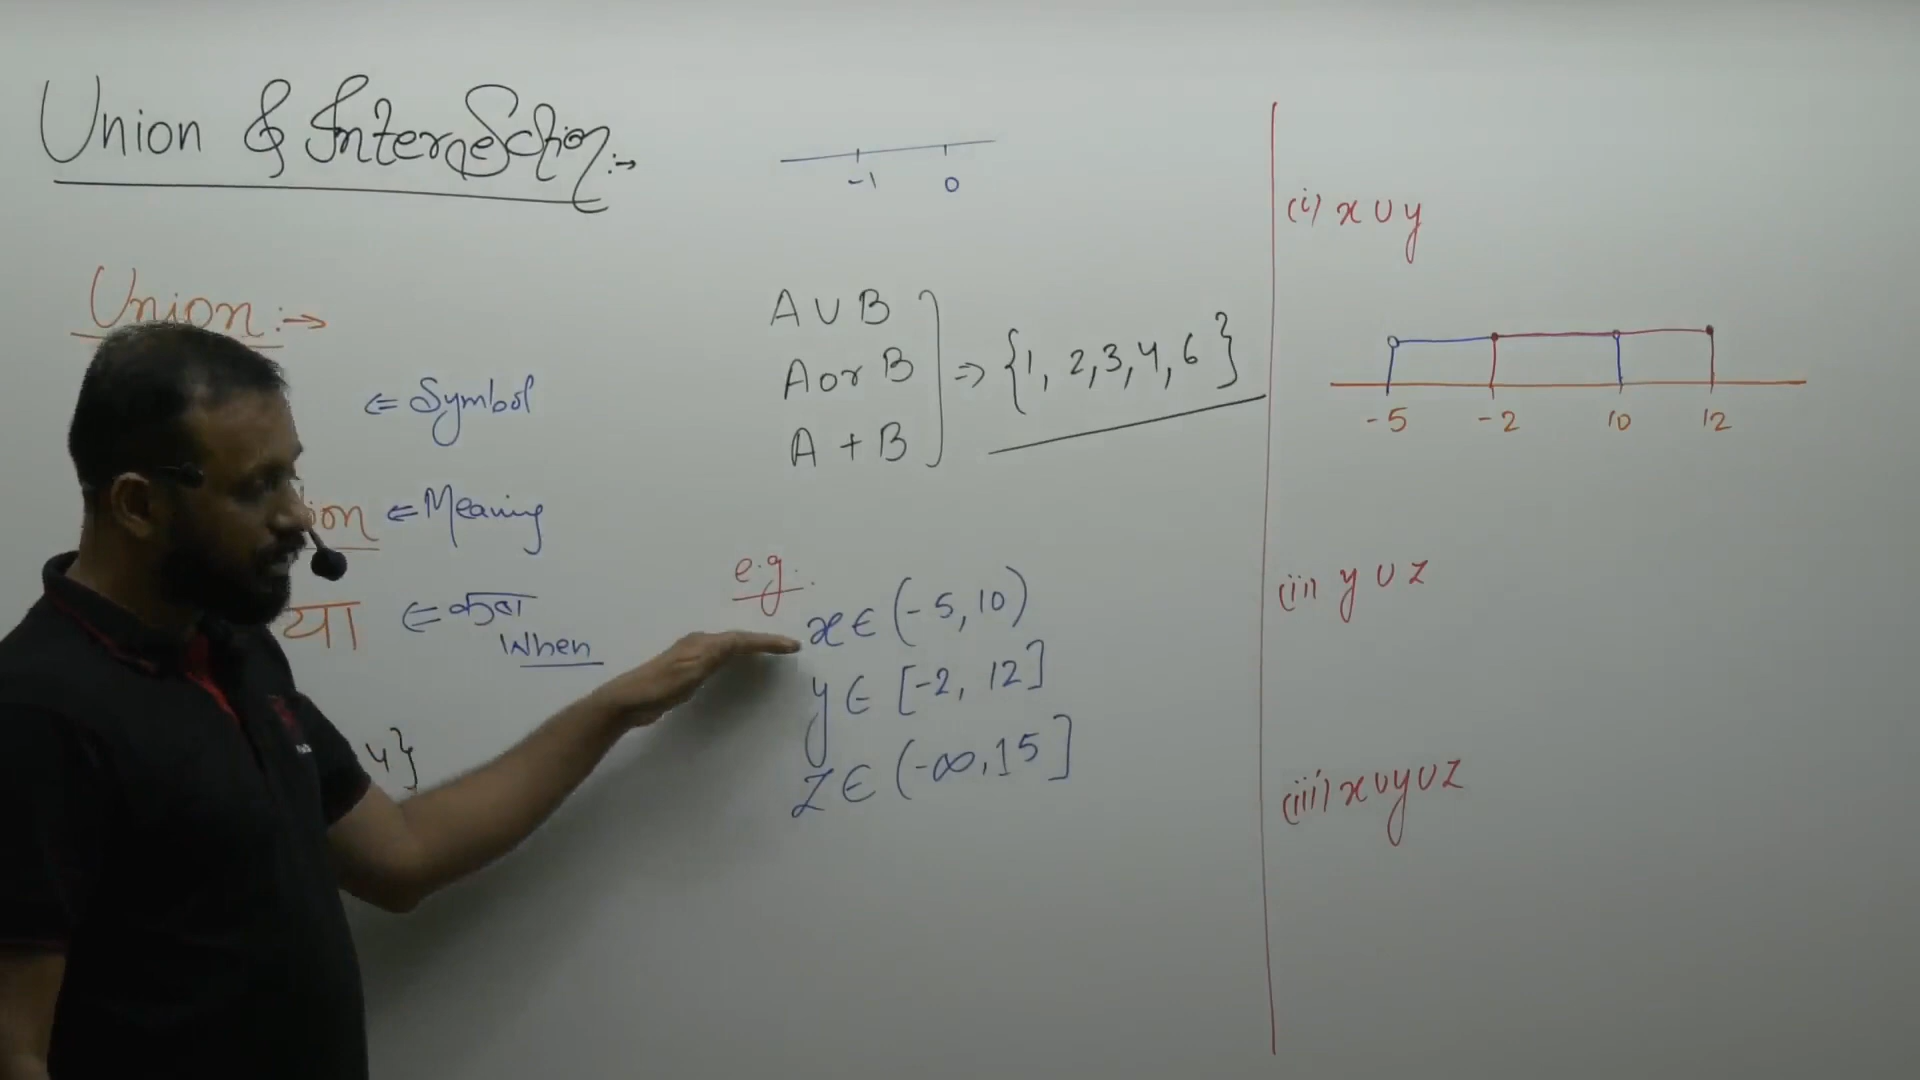 Union & Intersection :→
-1 0
Union :→
⇐ Symbol
ion ⇐ Meaning
या ⇐ कब
When
4}
A ∪ B
A or B
A + B
⇒ {1, 2, 3, 4, 6}
e.g.
x ∈ (-5, 10)
y ∈ [-2, 12]
z ∈ (-∞, 15]
(i) x ∪ y
-5 -2 10 12
(ii) y ∪ z
(iii) x ∪ y ∪ z